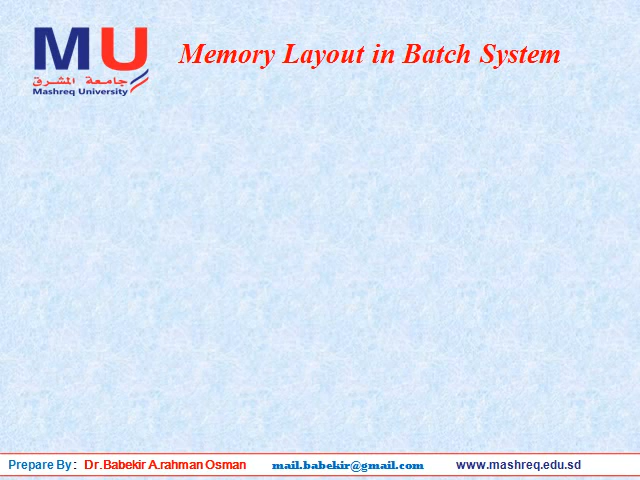 MU
جامعة المشرق
Mashreq University
Memory Layout in Batch System
Prepare By : Dr.Babekir A.rahman Osman mail.babekir@gmail.com www.mashreq.edu.sd